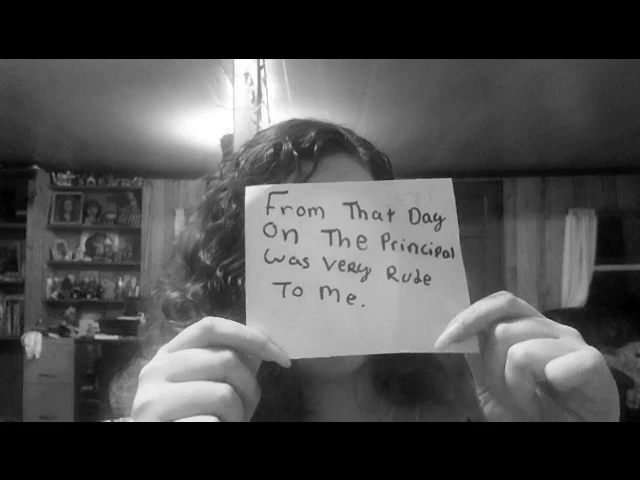 From That Day
On The Principal
was very Rude
To Me.